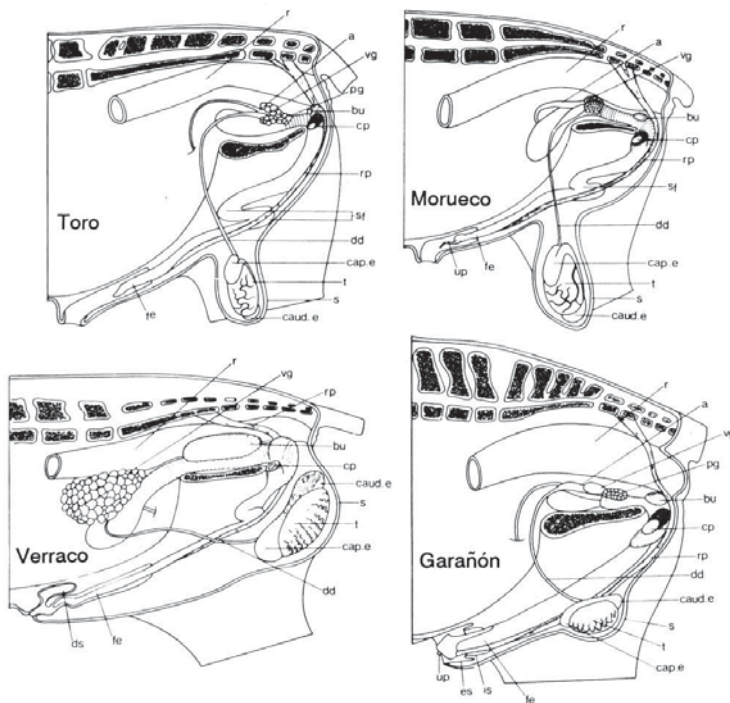 r
a
vg
pg
bu
cp
rp
sf
dd
cap.e
t
s
caud.e
fe
Toro
r
a
vg
bu
cp
rp
sf
dd
cap.e
t
s
caud.e
up
fe
Morueco
r
vg
rp
bu
cp
caud.e
s
t
cap.e
dd
fe
ds
Verraco
r
a
vg
pg
bu
cp
rp
dd
caud.e
s
t
cap.e
up
es
is
fe
Garañón